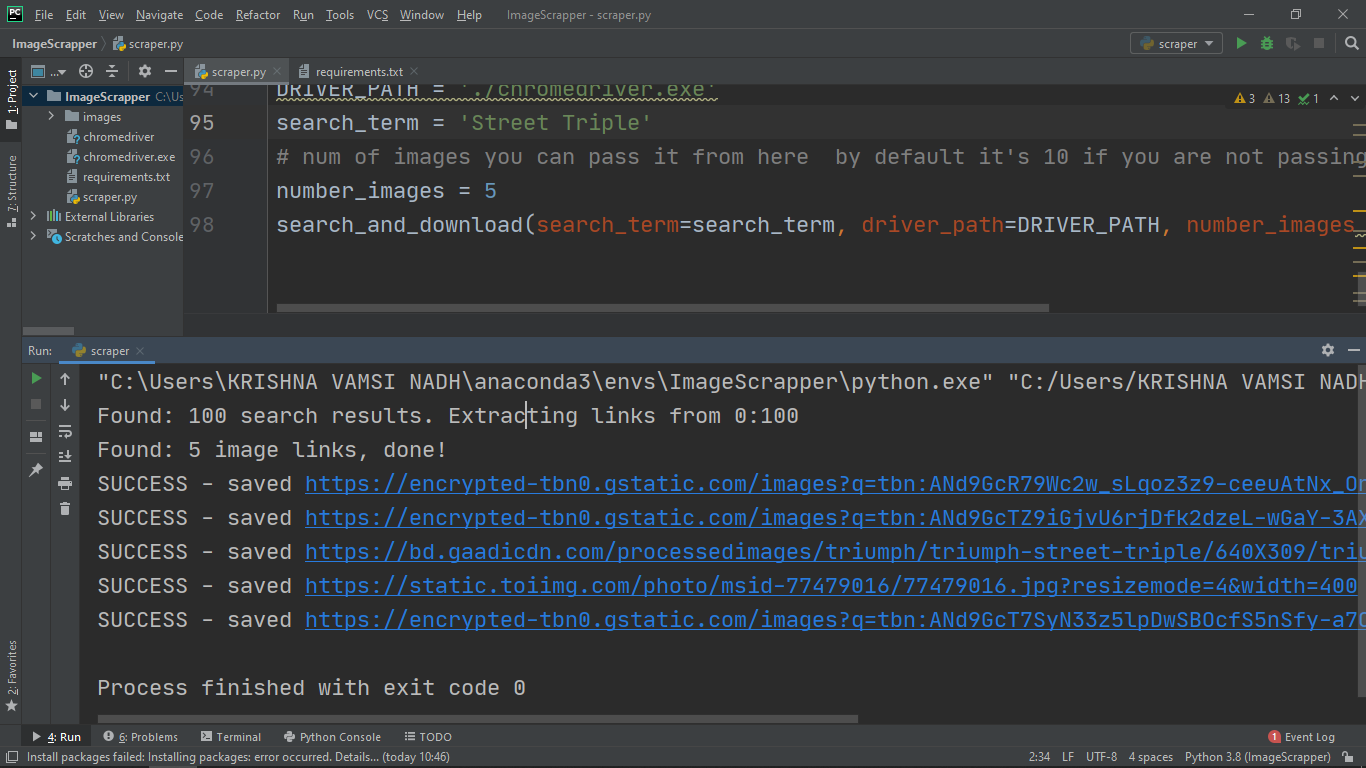 PC File Edit View Navigate Code Refactor Run Tools VCS Window Help ImageScrapper - scraper.py
ImageScrapper scraper.py scraper
1: Project
... scraper.py requirements.txt
ImageScrapper C:\Us
images
chromedriver
chromedriver.exe
requirements.txt
scraper.py
External Libraries
Scratches and Console
7: Structure
2: Favorites
3 13 1
94 DRIVER_PATH = './chromedriver.exe'
95 search_term = 'Street Triple'
96 # num of images you can pass it from here by default it's 10 if you are not passing
97 number_images = 5
98 search_and_download(search_term=search_term, driver_path=DRIVER_PATH, number_images
Run: scraper
"C:\Users\KRISHNA VAMSI NADH\anaconda3\envs\ImageScrapper\python.exe" "C:/Users/KRISHNA VAMSI NADH
Found: 100 search results. Extracting links from 0:100
Found: 5 image links, done!
SUCCESS - saved https://encrypted-tbn0.gstatic.com/images?q=tbn:ANd9GcR79Wc2w_sLqoz3z9-ceeuAtNx_On
SUCCESS - saved https://encrypted-tbn0.gstatic.com/images?q=tbn:ANd9GcTZ9iGjvU6rjDfk2dzeL-wGaY-3AX
SUCCESS - saved https://bd.gaadicdn.com/processedimages/triumph/triumph-street-triple/640X309/triu
SUCCESS - saved https://static.toiimg.com/photo/msid-77479016/77479016.jpg?resizemode=4&width=400
SUCCESS - saved https://encrypted-tbn0.gstatic.com/images?q=tbn:ANd9GcT7SyN33z5lpDwSBOcfS5nSfy-a7
Process finished with exit code 0
4: Run 6: Problems Terminal Python Console TODO 1 Event Log
Install packages failed: Installing packages: error occurred. Details... (today 10:46) 2:34 LF UTF-8 4 spaces Python 3.8 (ImageScrapper)